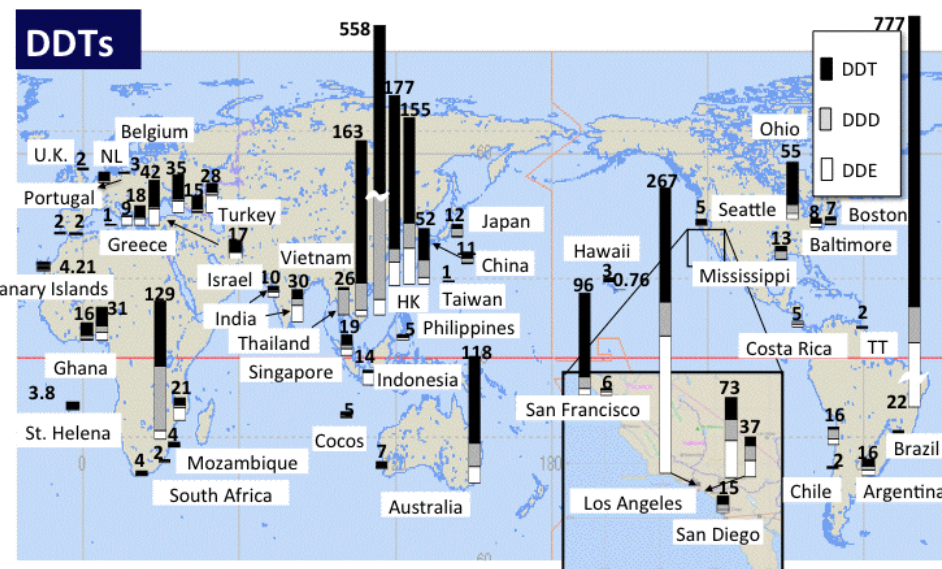 DDTs
558
777
DDT
DDD
DDE
177
155
163
Belgium
U.K.
NL
2
3
Portugal
42
35
15
28
18
9
1
2
2
Turkey
Greece
17
4.21
anary Islands
Israel
10
30
Vietnam
26
52
12
Japan
11
China
1
Taiwan
HK
India
Thailand
19
5
Philippines
Singapore
14
Indonesia
118
129
16
31
Ghana
3.8
St. Helena
21
4
2
4
Mozambique
South Africa
5
Cocos
7
Australia
Ohio
55
267
5
Seattle
8
7
Boston
Baltimore
13
Mississippi
Hawaii
3
0.76
96
5
Costa Rica
2
TT
6
San Francisco
73
37
Los Angeles
15
San Diego
22
Brazil
16
2
Chile
16
Argentina
0
180
60
60